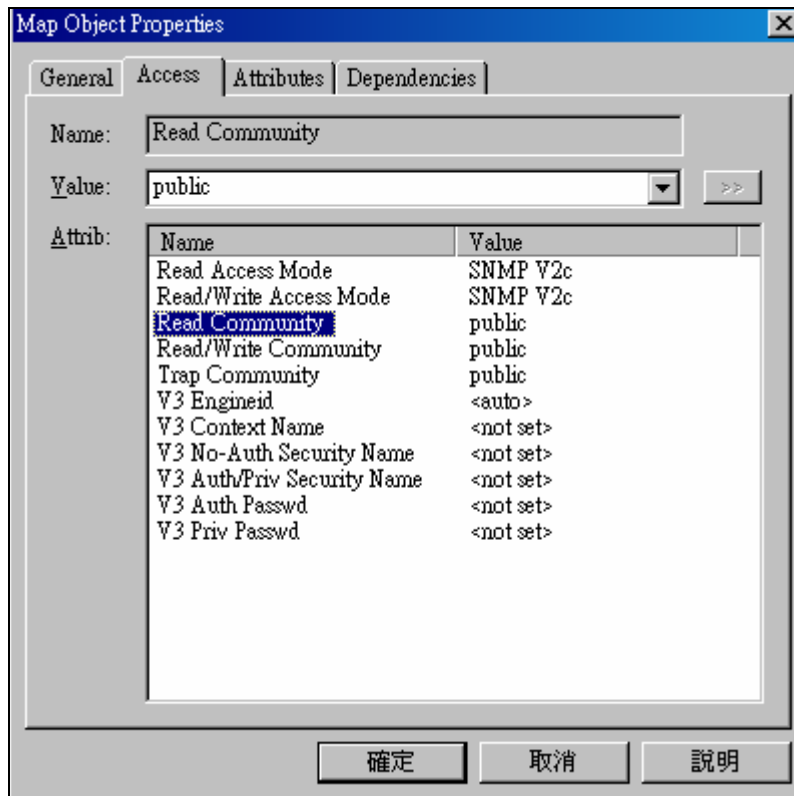 Map Object Properties
General Access Attributes Dependencies
Name: Read Community
Value: public >>
Attrib: Name Value
Read Access Mode SNMP V2c
Read/Write Access Mode SNMP V2c
Read Community public
Read/Write Community public
Trap Community public
V3 Engineid <auto>
V3 Context Name <not set>
V3 No-Auth Security Name <not set>
V3 Auth/Priv Security Name <not set>
V3 Auth Passwd <not set>
V3 Priv Passwd <not set>
確定 取消 說明